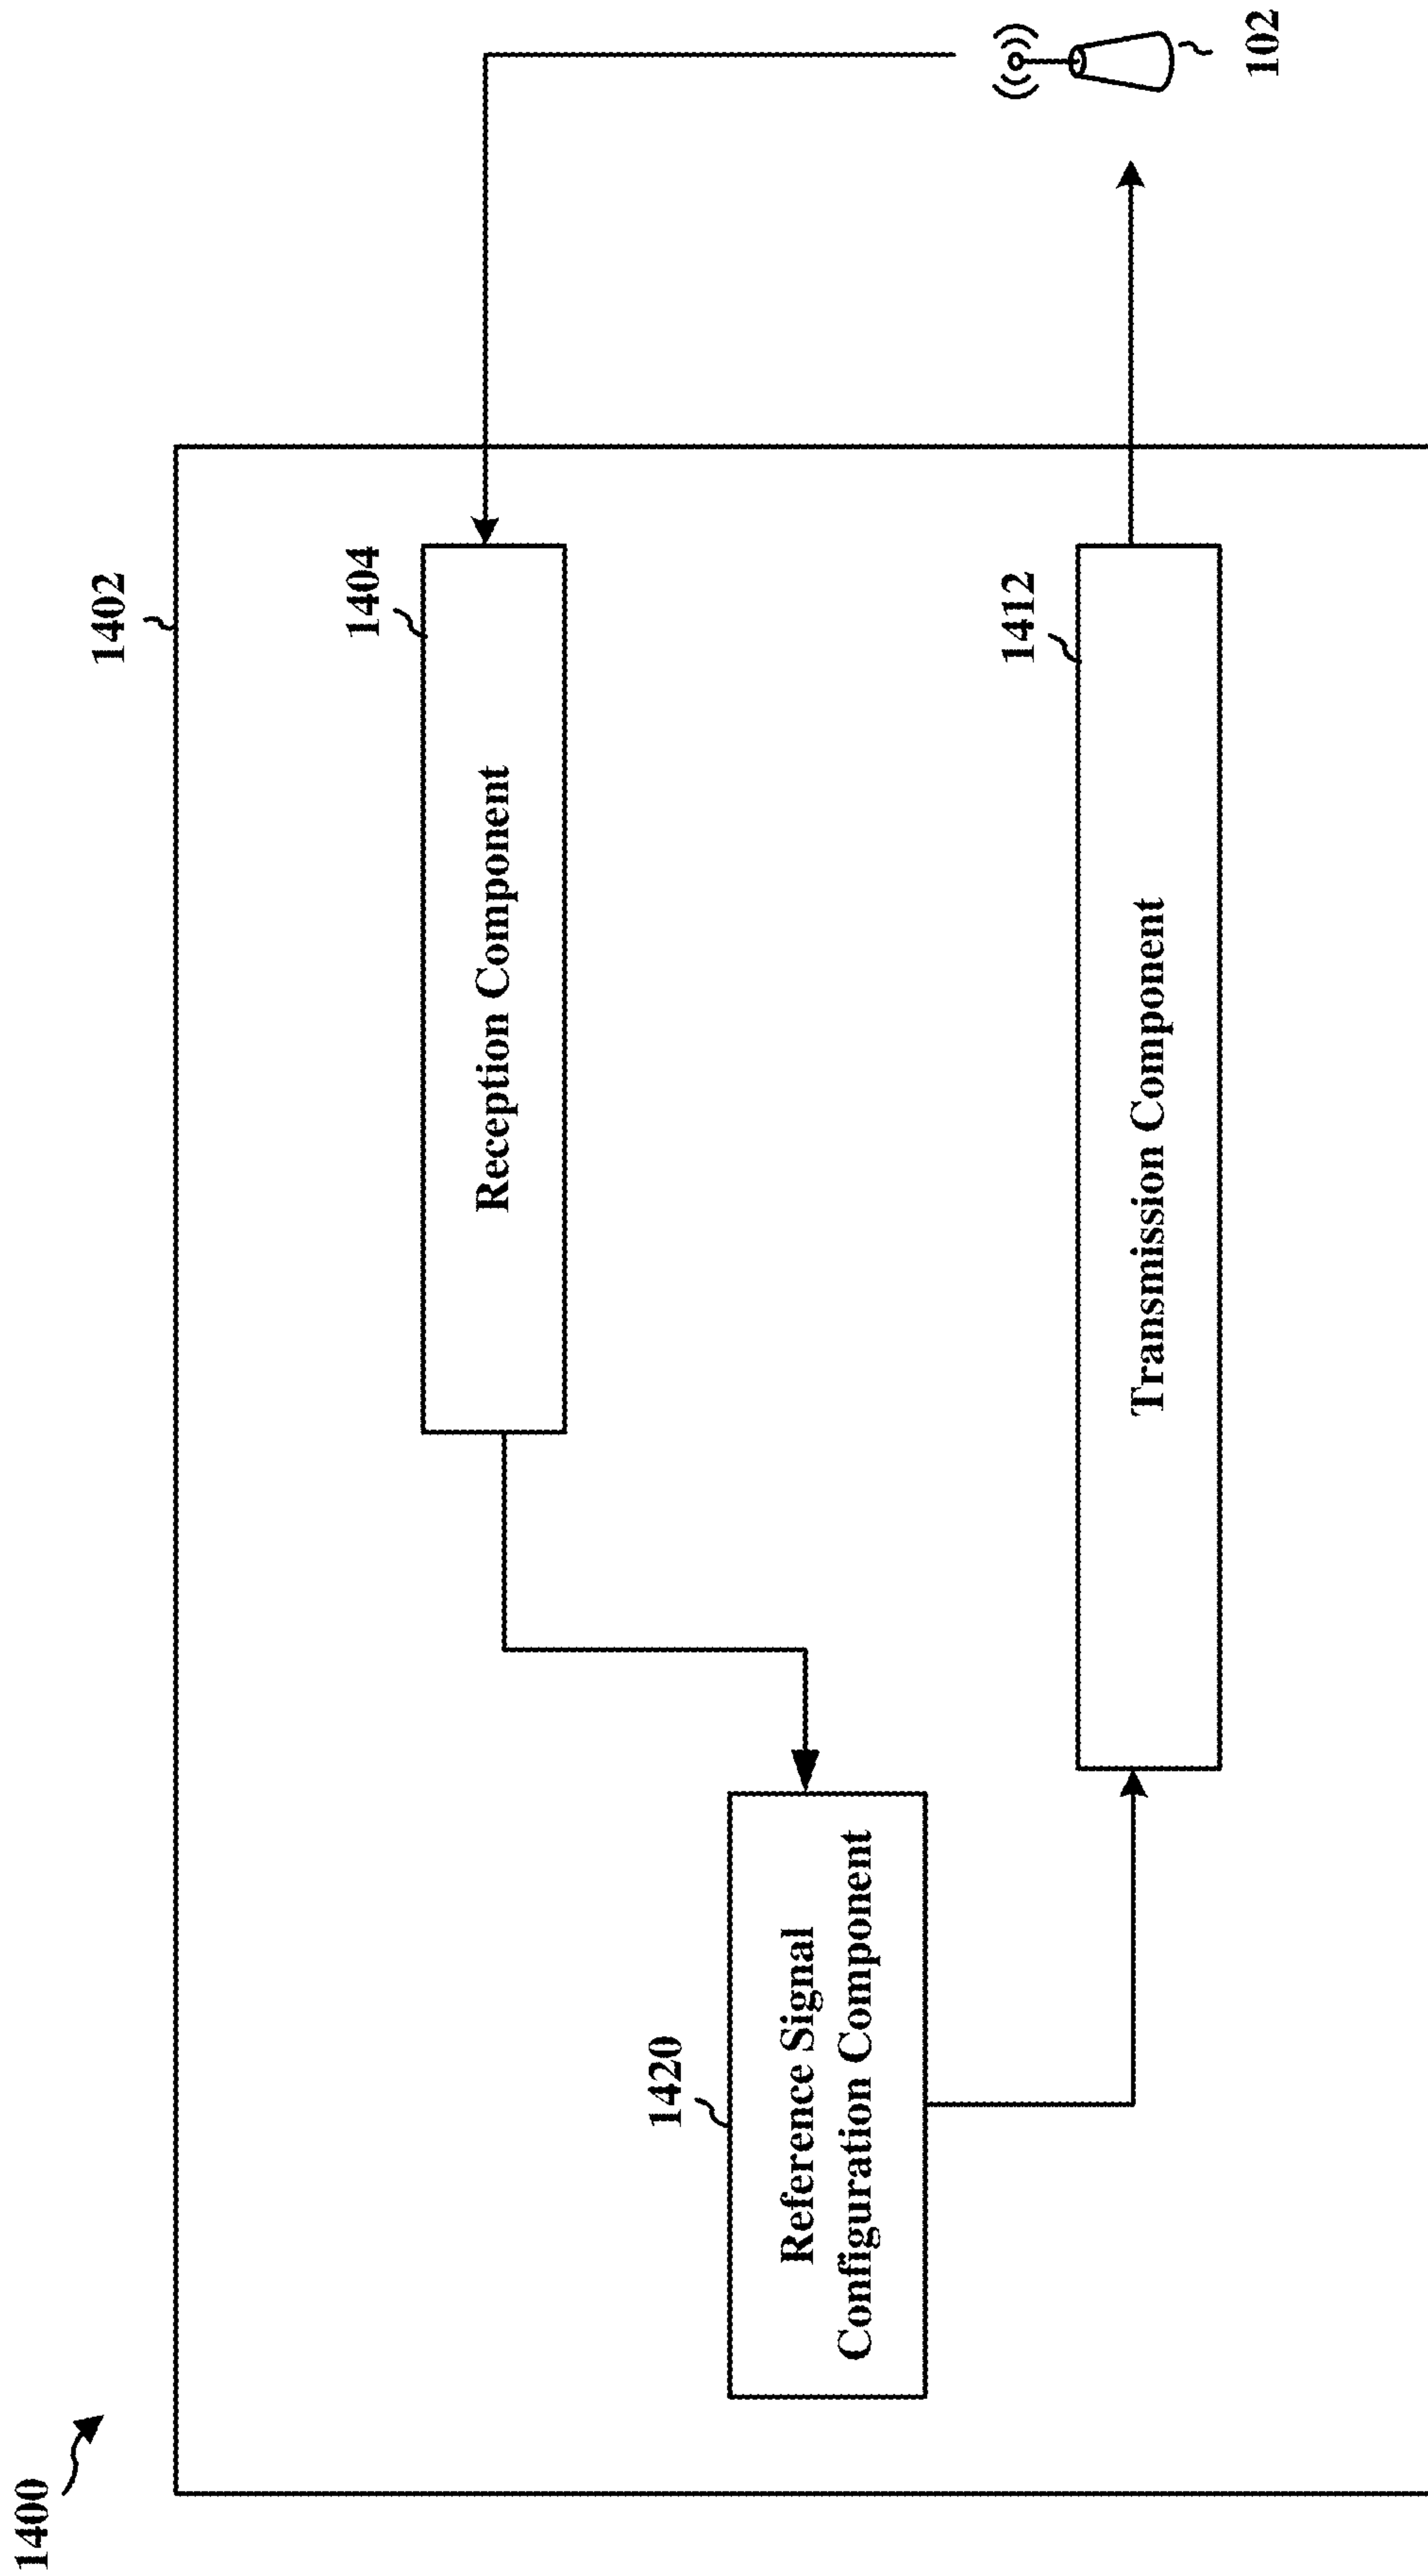 1400
1402
1404
Reception Component
1420
Reference Signal
Configuration Component
1412
Transmission Component
102